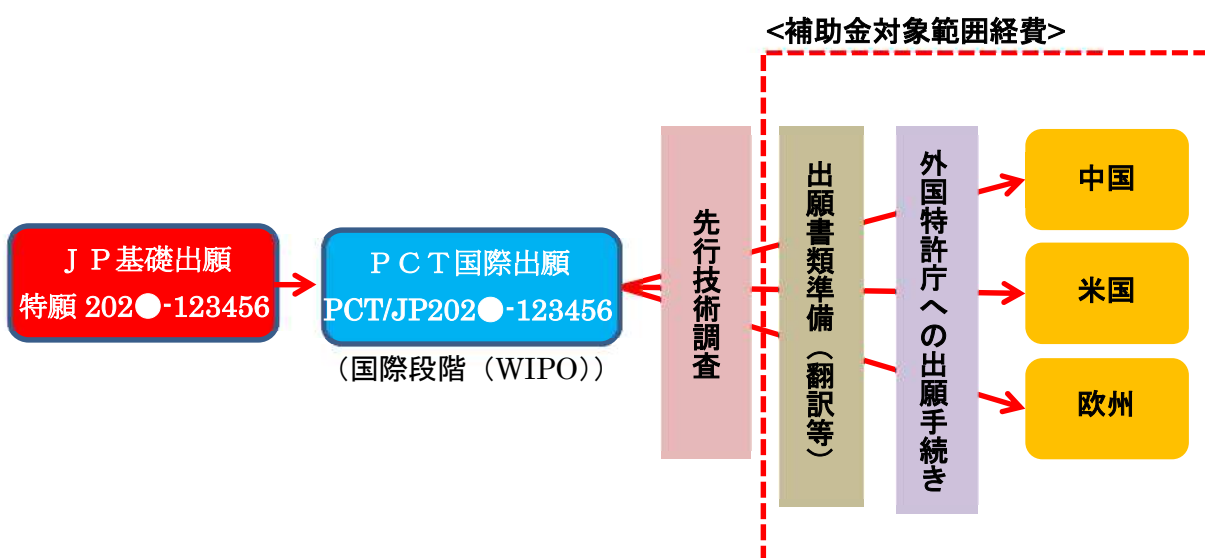 <補助金対象範囲経費>
ＪＰ基礎出願
特願 202●-123456
ＰＣＴ国際出願
PCT/JP202●-123456
（国際段階（WIPO））
先行技術調査
出願書類準備（翻訳等）
外国特許庁への出願手続き
中国
米国
欧州